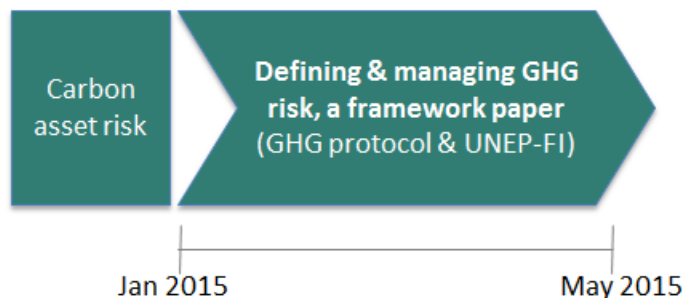 Carbon
asset risk
Defining & managing GHG
risk, a framework paper
(GHG protocol & UNEP-FI)
Jan 2015
May 2015